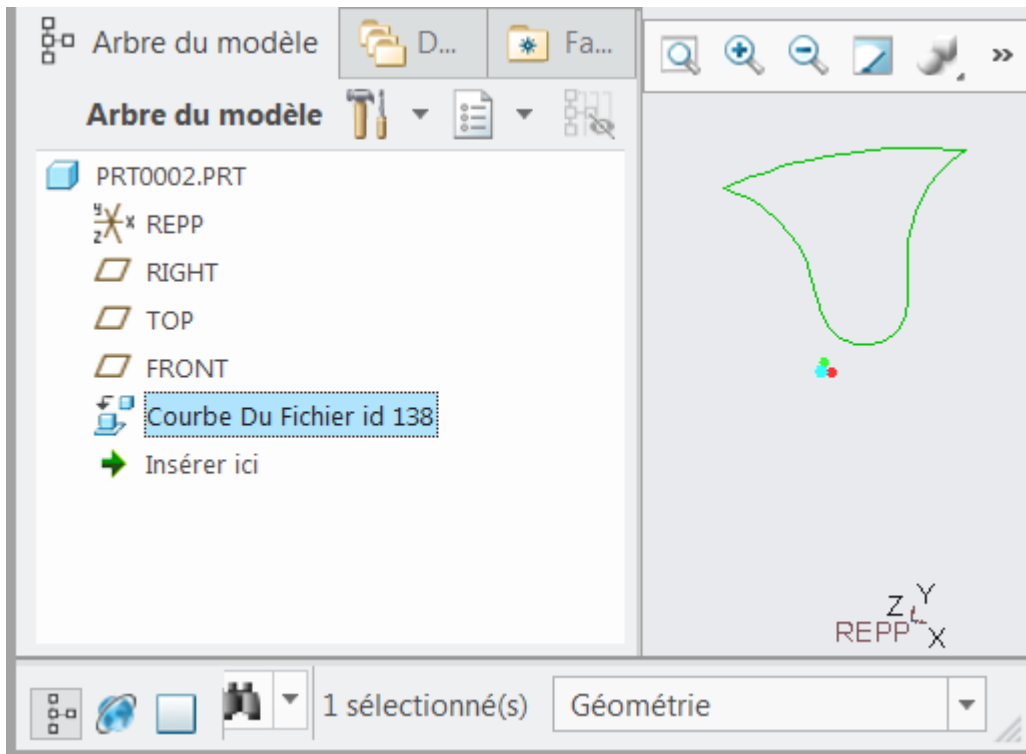 Arbre du modèle D... Fa...
Arbre du modèle
PRT0002.PRT
y x z REPP
RIGHT
TOP
FRONT
Courbe Du Fichier id 138
Insérer ici
Z Y
REPP X
1 sélectionné(s) Géométrie